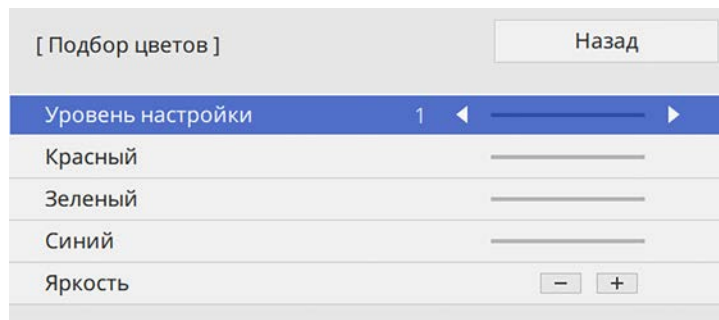 [ Подбор цветов ]
Назад
Уровень настройки 1
Красный
Зеленый
Синий
Яркость − +